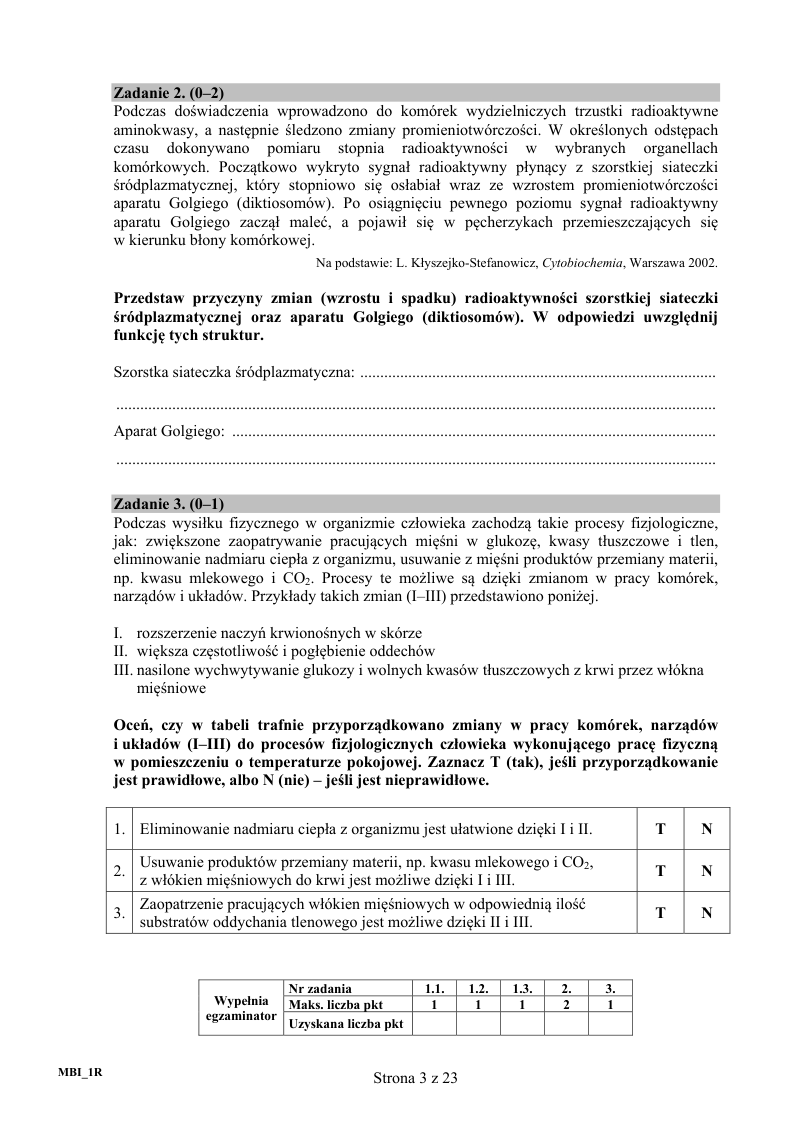 Zadanie 2. (0–2)
Podczas doświadczenia wprowadzono do komórek wydzielniczych trzustki radioaktywne
aminokwasy, a następnie śledzono zmiany promieniotwórczości. W określonych odstępach
czasu dokonywano pomiaru stopnia radioaktywności w wybranych organellach
komórkowych. Początkowo wykryto sygnał radioaktywny płynący z szorstkiej siateczki
śródplazmatycznej, który stopniowo się osłabiał wraz ze wzrostem promieniotwórczości
aparatu Golgiego (diktiosomów). Po osiągnięciu pewnego poziomu sygnał radioaktywny
aparatu Golgiego zaczął maleć, a pojawił się w pęcherzykach przemieszczających się
w kierunku błony komórkowej.
Na podstawie: L. Kłyszejko-Stefanowicz, Cytobiochemia, Warszawa 2002.
Przedstaw przyczyny zmian (wzrostu i spadku) radioaktywności szorstkiej siateczki
śródplazmatycznej oraz aparatu Golgiego (diktiosomów). W odpowiedzi uwzględnij
funkcję tych struktur.
Szorstka siateczka śródplazmatyczna: .........................................................................................
......................................................................................................................................................
Aparat Golgiego: .........................................................................................................................
......................................................................................................................................................
Zadanie 3. (0–1)
Podczas wysiłku fizycznego w organizmie człowieka zachodzą takie procesy fizjologiczne,
jak: zwiększone zaopatrywanie pracujących mięśni w glukozę, kwasy tłuszczowe i tlen,
eliminowanie nadmiaru ciepła z organizmu, usuwanie z mięśni produktów przemiany materii,
np. kwasu mlekowego i CO₂. Procesy te możliwe są dzięki zmianom w pracy komórek,
narządów i układów. Przykłady takich zmian (I–III) przedstawiono poniżej.
I. rozszerzenie naczyń krwionośnych w skórze
II. większa częstotliwość i pogłębienie oddechów
III. nasilone wychwytywanie glukozy i wolnych kwasów tłuszczowych z krwi przez włókna
mięśniowe
Oceń, czy w tabeli trafnie przyporządkowano zmiany w pracy komórek, narządów
i układów (I–III) do procesów fizjologicznych człowieka wykonującego pracę fizyczną
w pomieszczeniu o temperaturze pokojowej. Zaznacz T (tak), jeśli przyporządkowanie
jest prawidłowe, albo N (nie) – jeśli jest nieprawidłowe.
1. Eliminowanie nadmiaru ciepła z organizmu jest ułatwione dzięki I i II. T N
2. Usuwanie produktów przemiany materii, np. kwasu mlekowego i CO₂,
z włókien mięśniowych do krwi jest możliwe dzięki I i III. T N
3. Zaopatrzenie pracujących włókien mięśniowych w odpowiednią ilość
substratów oddychania tlenowego jest możliwe dzięki II i III. T N
Wypełnia
egzaminator
Nr zadania 1.1. 1.2. 1.3. 2. 3.
Maks. liczba pkt 1 1 1 2 1
Uzyskana liczba pkt
MBI_1R
Strona 3 z 23